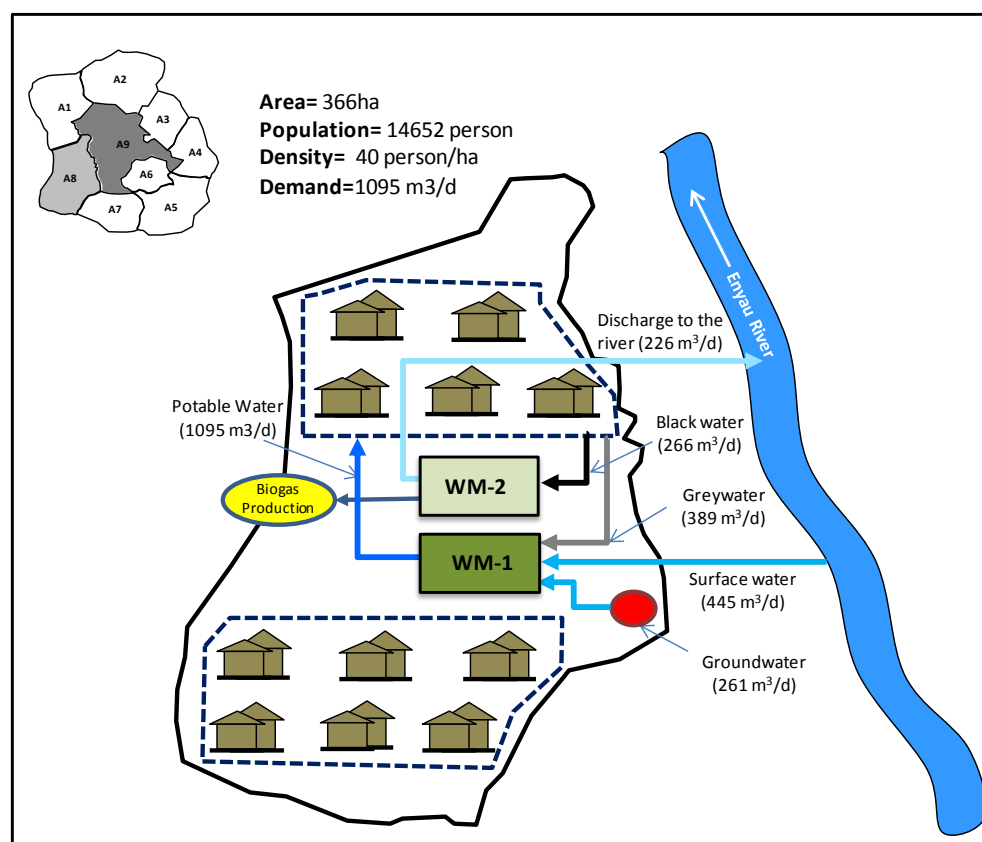 A2
A1
A3
A9
A4
A8
A6
A7
A5
Area= 366ha
Population= 14652 person
Density= 40 person/ha
Demand=1095 m3/d
Enyau River
Discharge to the
river (226 m³/d)
Potable Water
(1095 m3/d)
Black water
(266 m³/d)
WM-2
Biogas
Production
Greywater
(389 m³/d)
WM-1
Surface water
(445 m³/d)
Groundwater
(261 m³/d)